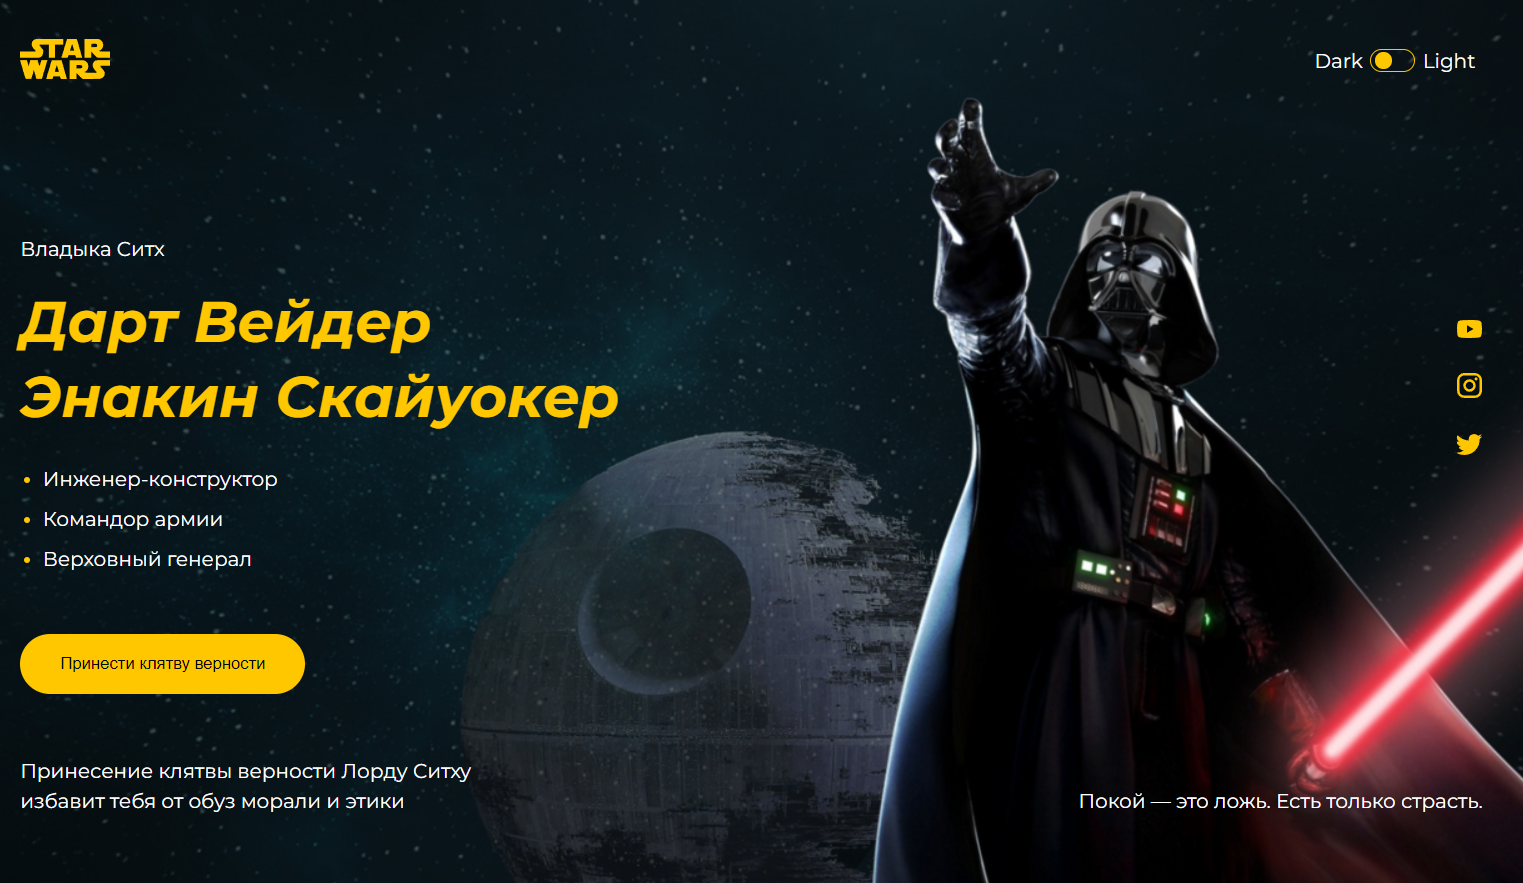 STAR
WARS
Dark Light
Владыка Ситх
Дарт Вейдер
Энакин Скайуокер
Инженер-конструктор
Командор армии
Верховный генерал
Принести клятву верности
Принесение клятвы верности Лорду Ситху
избавит тебя от обуз морали и этики
Покой — это ложь. Есть только страсть.